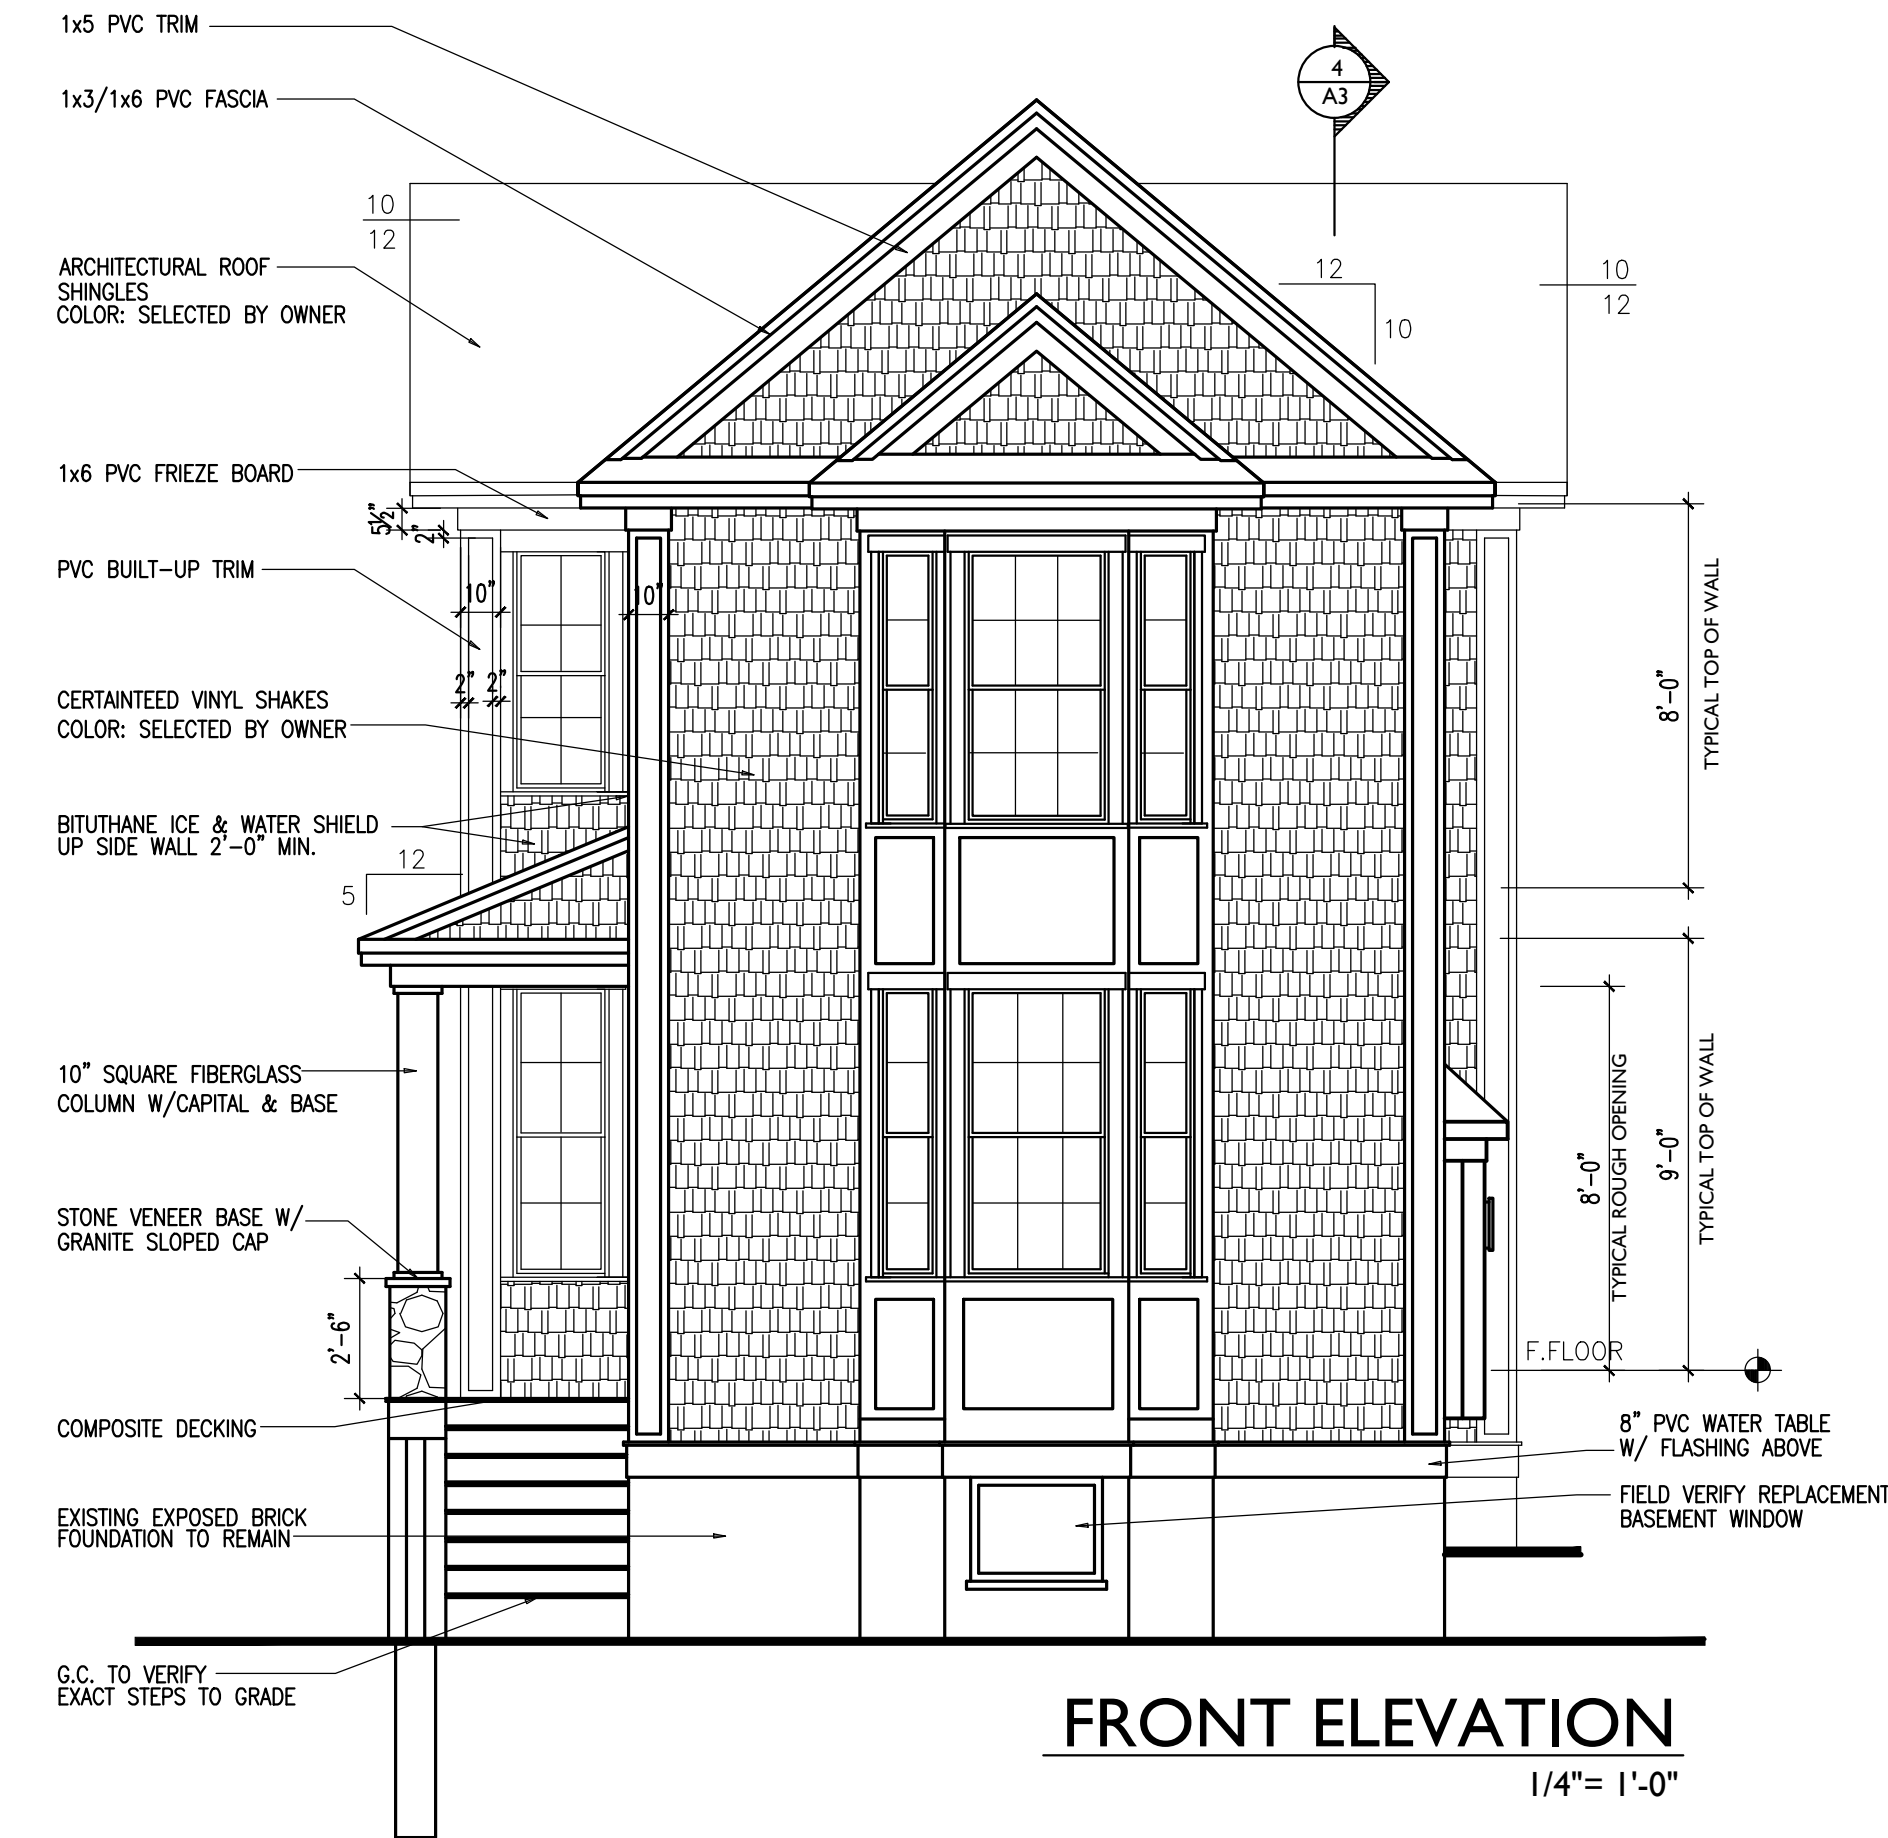 1x5 PVC TRIM
1x3/1x6 PVC FASCIA
4
A3
10
12
ARCHITECTURAL ROOF
SHINGLES
COLOR: SELECTED BY OWNER
12
10
10
12
1x6 PVC FRIEZE BOARD
5½"
2"
PVC BUILT-UP TRIM
10"
10"
2"
2"
CERTAINTEED VINYL SHAKES
COLOR: SELECTED BY OWNER
8'-0"
TYPICAL TOP OF WALL
BITUTHANE ICE & WATER SHIELD
UP SIDE WALL 2'-0" MIN.
12
5
10" SQUARE FIBERGLASS
COLUMN W/CAPITAL & BASE
8'-0"
TYPICAL ROUGH OPENING
9'-0"
TYPICAL TOP OF WALL
STONE VENEER BASE W/
GRANITE SLOPED CAP
2'-6"
F.FLOOR
COMPOSITE DECKING
8" PVC WATER TABLE
W/ FLASHING ABOVE
FIELD VERIFY REPLACEMENT
BASEMENT WINDOW
EXISTING EXPOSED BRICK
FOUNDATION TO REMAIN
G.C. TO VERIFY
EXACT STEPS TO GRADE
FRONT ELEVATION
1/4"= 1'-0"